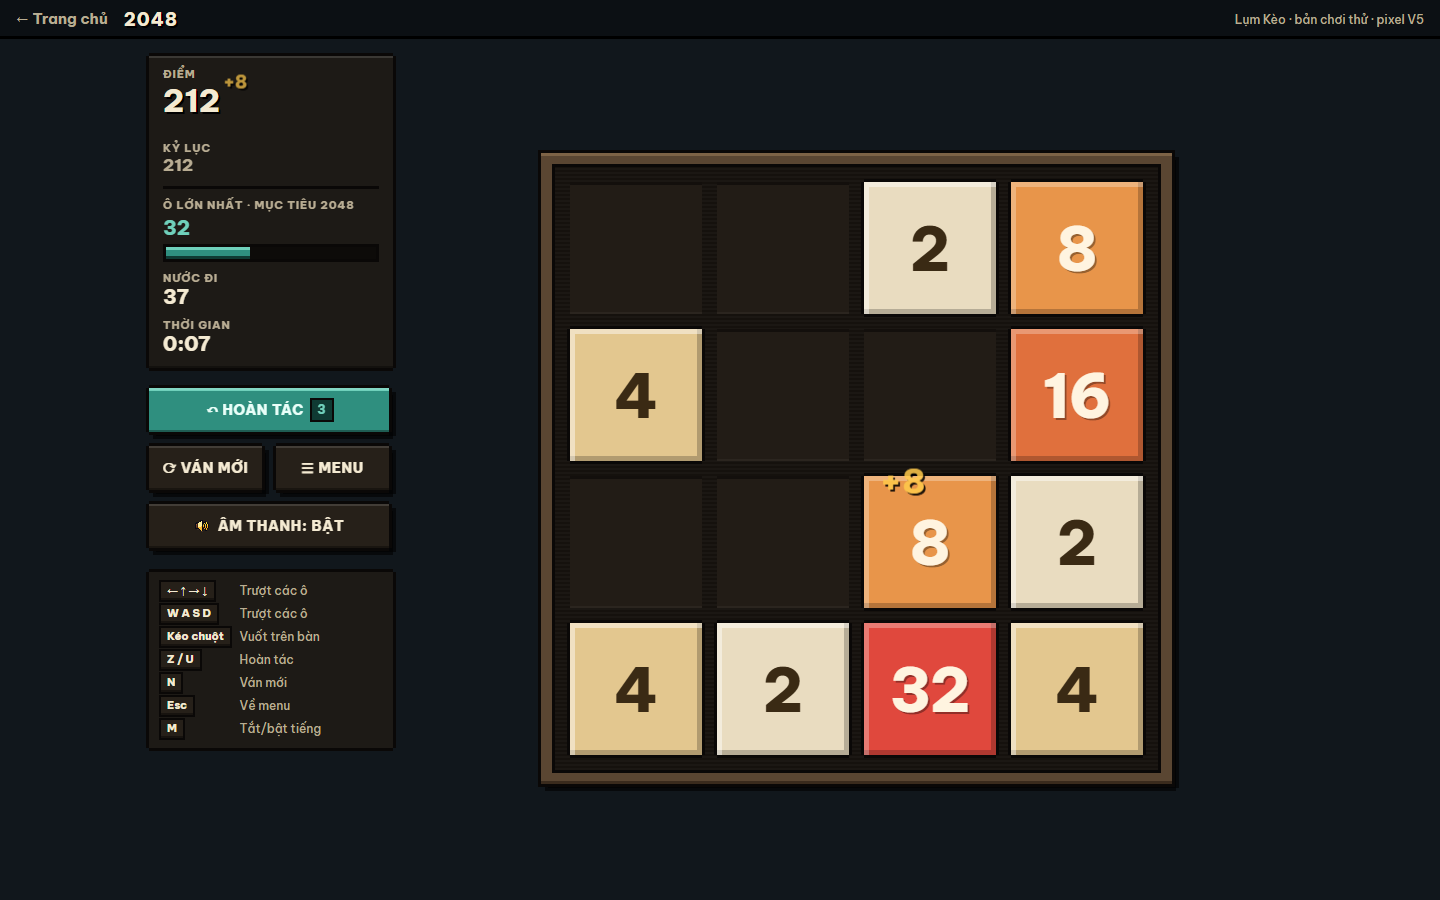 ← Trang chủ 2048
Lụm Kèo · bản chơi thử · pixel V5
ĐIỂM
212 +8
KỶ LỤC
212
Ô LỚN NHẤT · MỤC TIÊU 2048
32
NƯỚC ĐI
37
THỜI GIAN
0:07
↶ HOÀN TÁC 3
⟳ VÁN MỚI
☰ MENU
🔊 ÂM THANH: BẬT
←↑→↓ Trượt các ô
W A S D Trượt các ô
Kéo chuột Vuốt trên bàn
Z / U Hoàn tác
N Ván mới
Esc Về menu
M Tắt/bật tiếng
2 8
4 16
+8
8 2
4 2 32 4